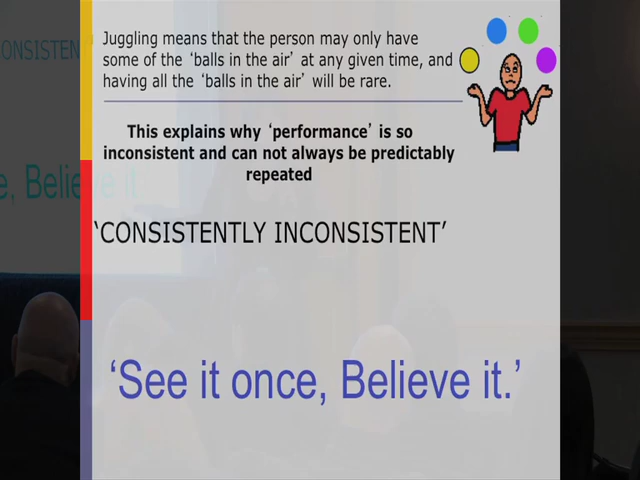 Juggling means that the person may only have
some of the ‘balls in the air’ at any given time, and
having all the ‘balls in the air’ will be rare.
This explains why ‘performance’ is so
inconsistent and can not always be predictably
repeated
‘CONSISTENTLY INCONSISTENT’
‘See it once, Believe it.’